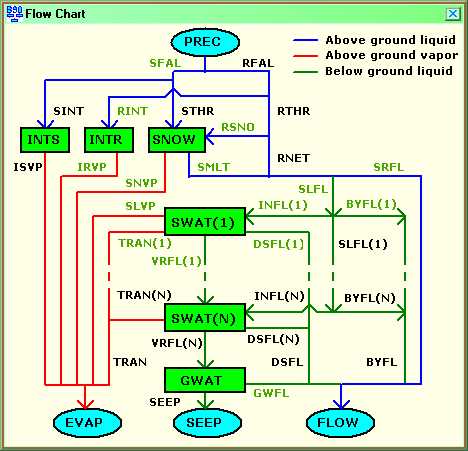 B90 Flow Chart
PREC
Above ground liquid
Above ground vapor
Below ground liquid
SFAL RFAL
SINT RINT STHR RTHR
RSNO
INTS INTR SNOW
ISVP IRVP SNVP SMLT RNET SRFL
SLFL
SLVP INFL(1) BYFL(1)
SWAT(1)
TRAN(1) DSFL(1) SLFL(1)
VRFL(1)
TRAN(N) INFL(N) BYFL(N)
SWAT(N)
VRFL(N) DSFL(N)
TRAN DSFL BYFL
GWAT
SEEP GWFL
EVAP SEEP FLOW